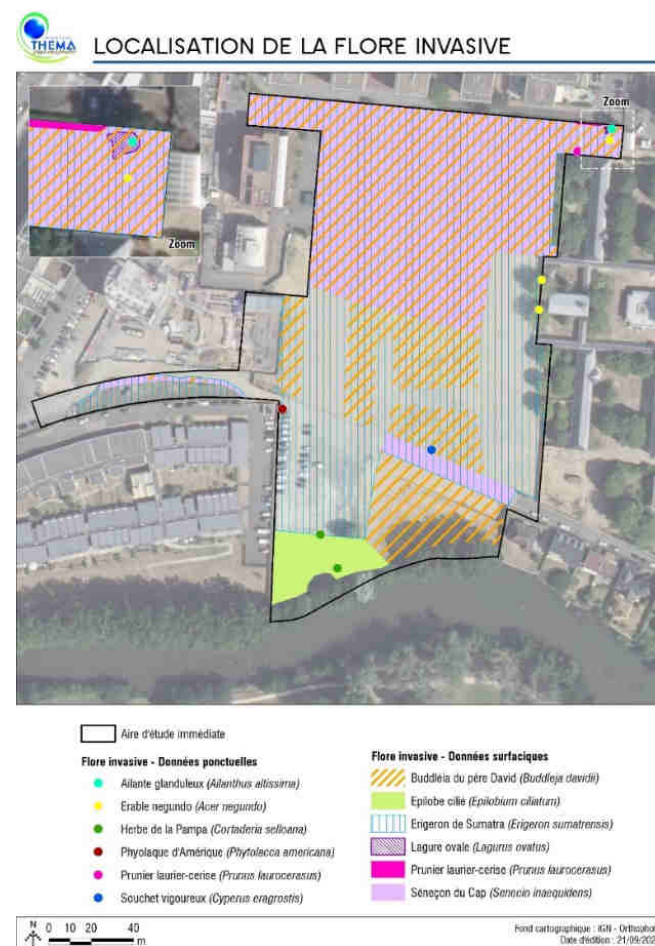 THEMA
LOCALISATION DE LA FLORE INVASIVE
Zoom
Zoom
Aire d'étude immédiate
Flore invasive - Données ponctuelles
Ailante glanduleux (Ailanthus altissima)
Erable negundo (Acer negundo)
Herbe de la Pampa (Cortaderia selloana)
Phyolaque d'Amérique (Phytolacca americana)
Prunier laurier-cerise (Prunus laurocerasus)
Souchet vigoureux (Cyperus eragrostis)
Flore invasive - Données surfaciques
Buddléia du père David (Buddleja davidii)
Epilobe cilié (Epilobium ciliatum)
Erigeron de Sumatra (Erigeron sumatrensis)
Lagure ovale (Lagurus ovatus)
Prunier laurier-cerise (Prunus laurocerasus)
Séneçon du Cap (Senecio inaequidens)
N 0 10 20 40
m
Fond cartographique : IGN - Orthophot
Date d'édition : 21/09/202